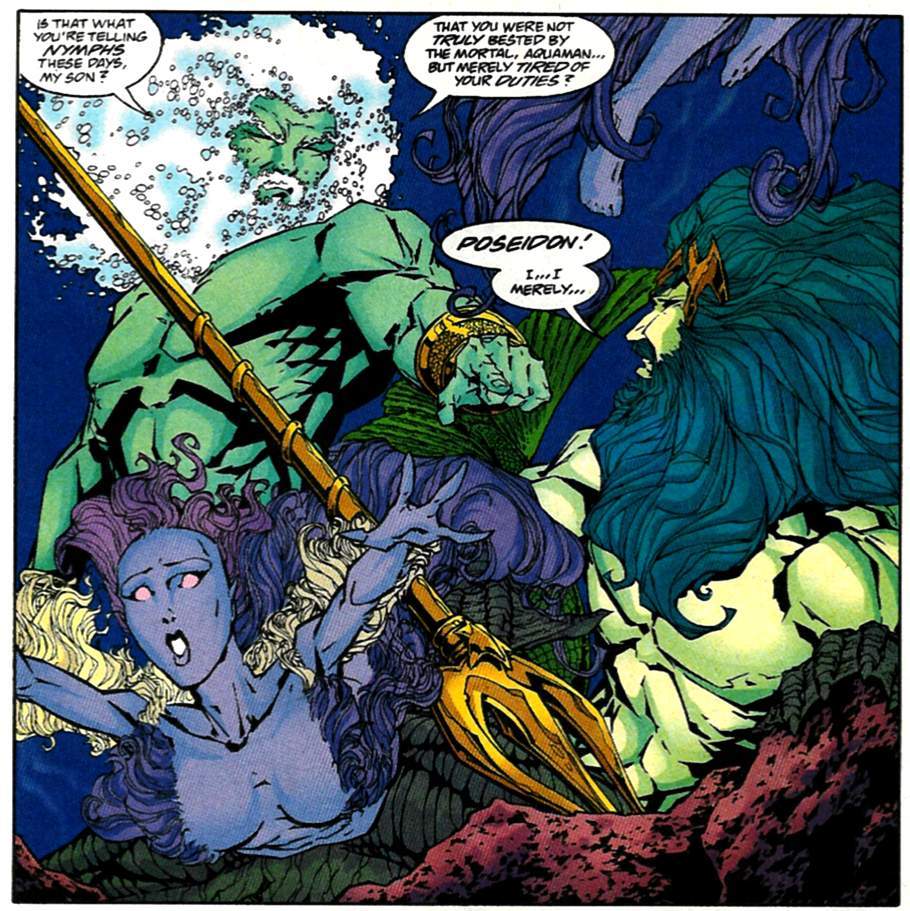 IS THAT WHAT
YOU'RE TELLING
NYMPHS
THESE DAYS,
MY SON?
THAT YOU WERE NOT
TRULY BESTED BY
THE MORTAL, AQUAMAN...
BUT MERELY TIRED OF
YOUR DUTIES?
POSEIDON!
I...I
MERELY...